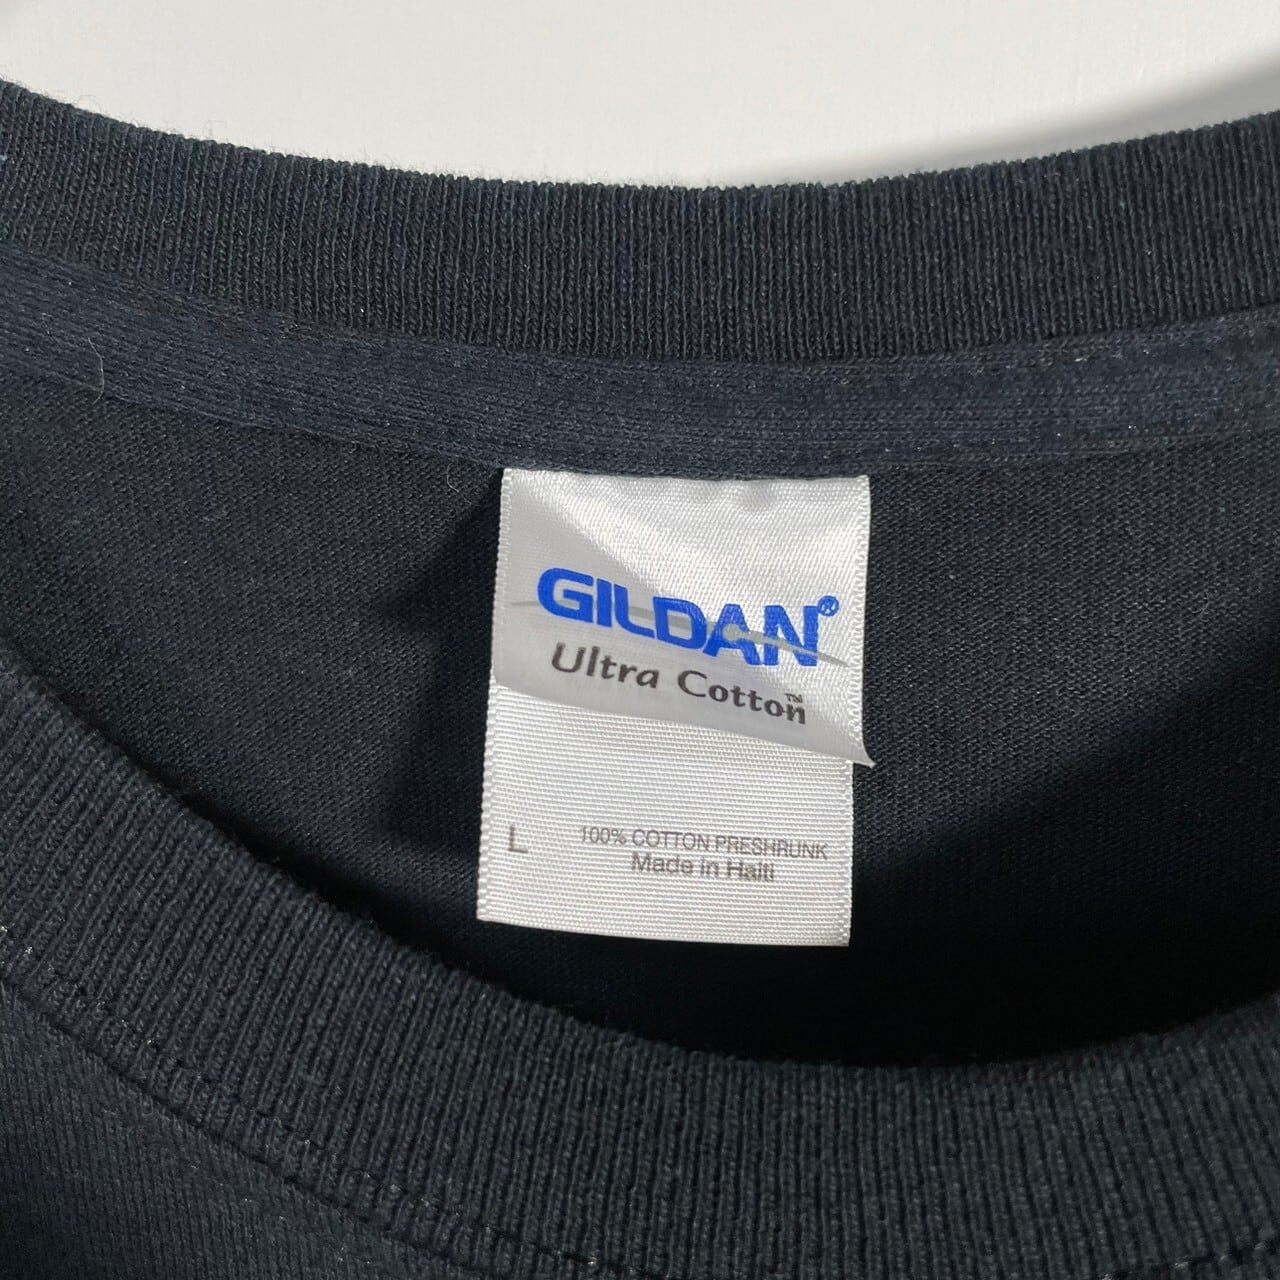 GILDAN®
Ultra Cotton™
L 100% COTTON PRESHRUNK
Made in Haiti